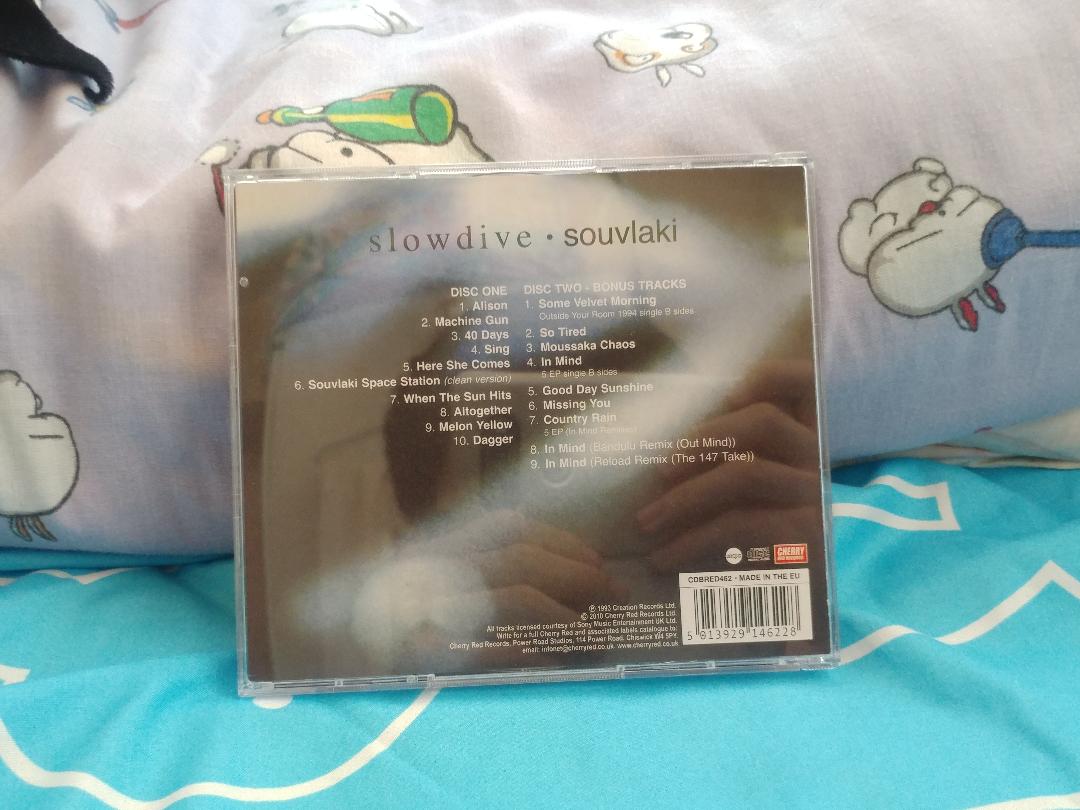 slowdive • souvlaki
DISC ONE
1. Alison
2. Machine Gun
3. 40 Days
4. Sing
5. Here She Comes
6. Souvlaki Space Station (clean version)
7. When The Sun Hits
8. Altogether
9. Melon Yellow
10. Dagger
DISC TWO - BONUS TRACKS
1. Some Velvet Morning
Outside Your Room 1994 single B sides
2. So Tired
3. Moussaka Chaos
4. In Mind
5 EP single B sides
5. Good Day Sunshine
6. Missing You
7. Country Rain
5 EP (In Mind Remixes)
8. In Mind (Bandulu Remix (Out Mind))
9. In Mind (Reload Remix (The 147 Take))
CHERRY
CDBRED462 - MADE IN THE EU
5 013929 146228
℗ 1993 Creation Records Ltd.
© 2010 Cherry Red Records Ltd.
All tracks licensed courtesy of Sony Music Entertainment UK Ltd.
Write for a full Cherry Red and associated labels catalogue to:
Cherry Red Records, Power Road Studios, 114 Power Road, Chiswick W4 5PY.
email: infonet@cherryred.co.uk www.cherryred.co.uk